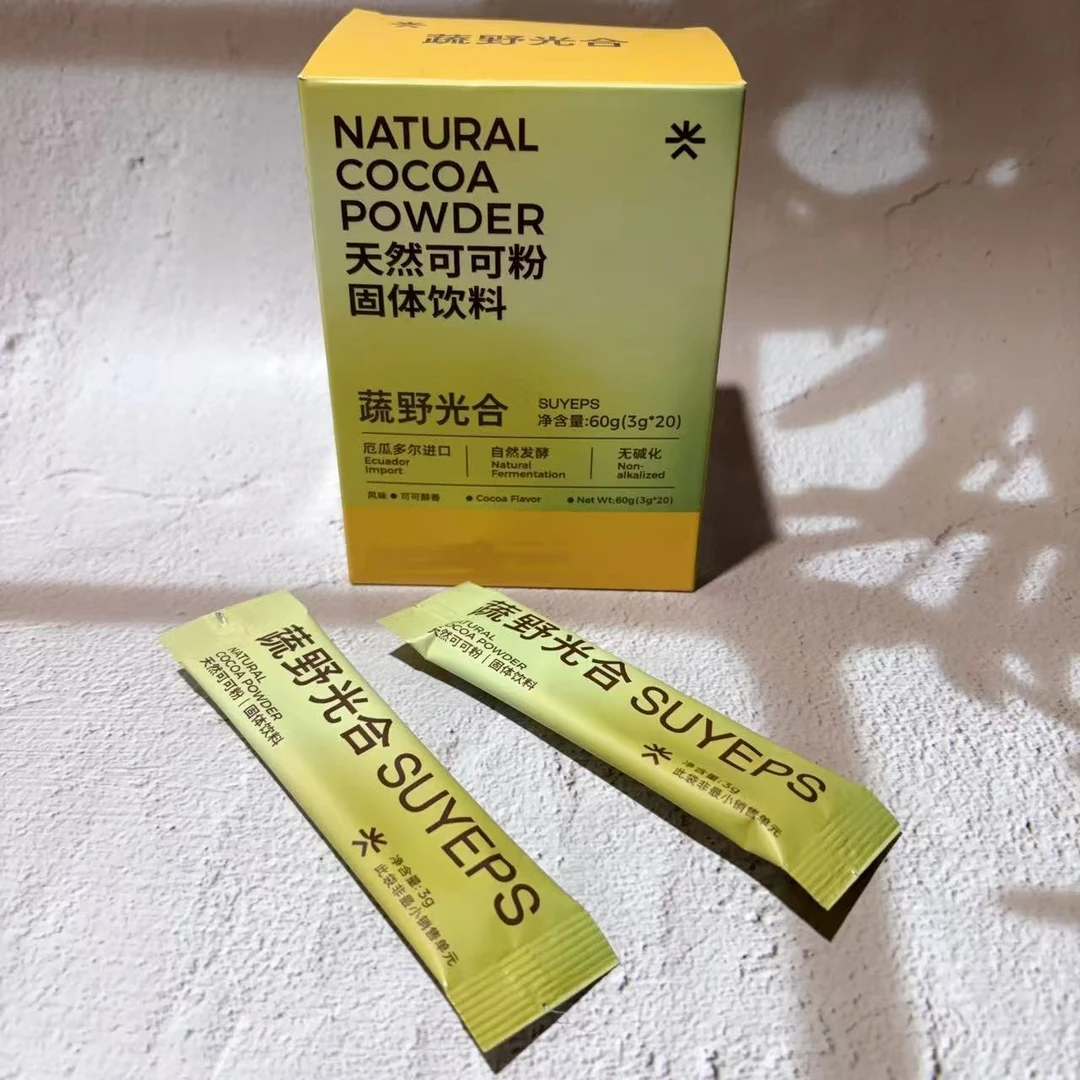 蔬野光合
NATURAL
COCOA
POWDER
天然可可粉
固体饮料
蔬野光合
SUYEPS
净含量:60g(3g*20)
厄瓜多尔进口
Ecuador
Import
自然发酵
Natural
Fermentation
无碱化
Non-
alkalized
风味 ● 可可醇香 ● Cocoa Flavor ● Net Wt:60g(3g*20)
蔬野光合 SUYEPS
NATURAL
COCOA POWDER
天然可可粉 | 固体饮料
净含量: 3g
此袋非最小销售单元
蔬野光合 SUYEPS
NATURAL
COCOA POWDER
天然可可粉 | 固体饮料
净含量: 3g
此袋非最小销售单元